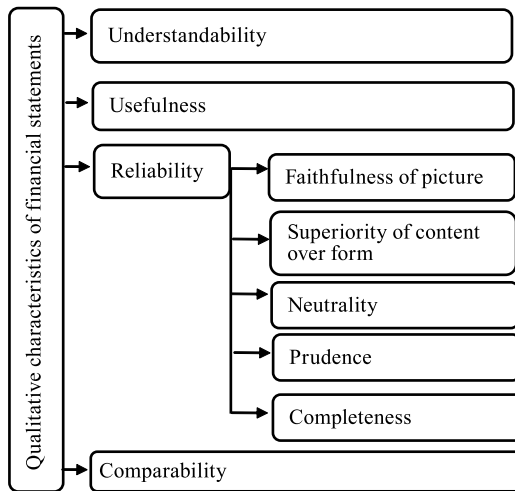 Qualitative characteristics of financial statements
Understandability
Usefulness
Reliability
Faithfulness of picture
Superiority of content
over form
Neutrality
Prudence
Completeness
Comparability